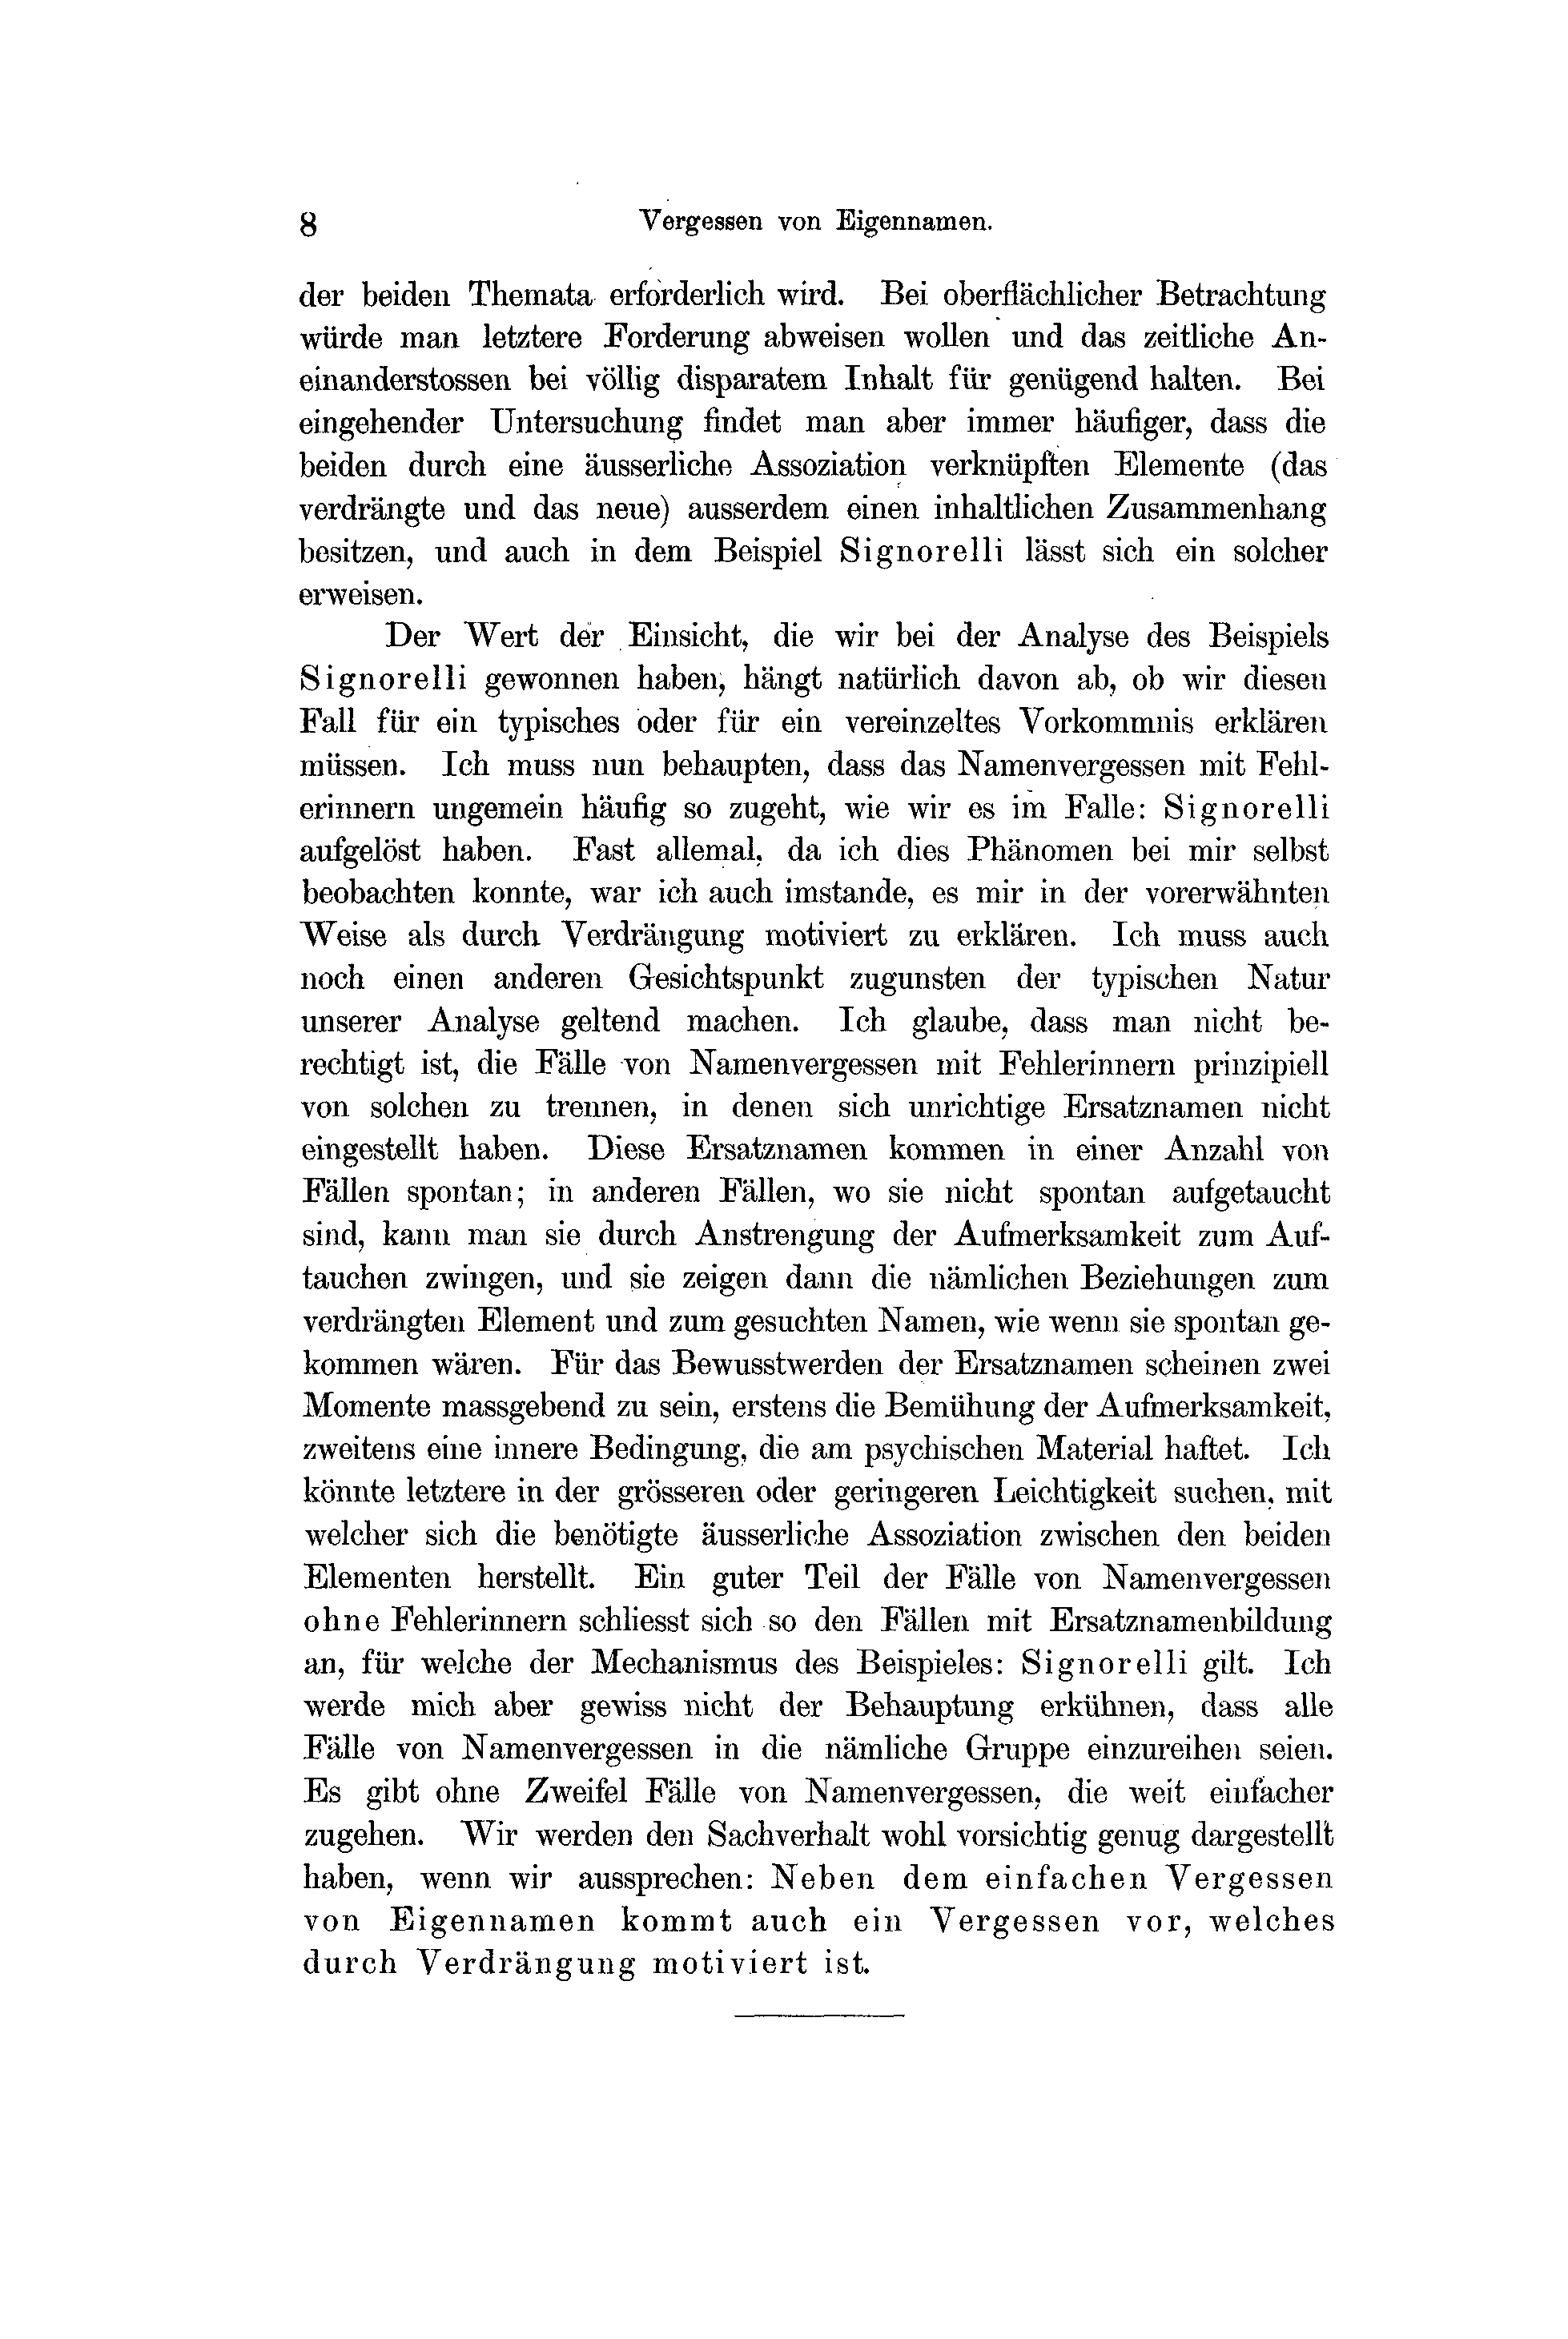 8 Vergessen von Eigennamen.
der beiden Themata erforderlich wird. Bei oberflächlicher Betrachtung
würde man letztere Forderung abweisen wollen und das zeitliche An-
einanderstossen bei völlig disparatem Inhalt für genügend halten. Bei
eingehender Untersuchung findet man aber immer häufiger, dass die
beiden durch eine äusserliche Assoziation verknüpften Elemente (das
verdrängte und das neue) ausserdem einen inhaltlichen Zusammenhang
besitzen, und auch in dem Beispiel Signorelli lässt sich ein solcher
erweisen.
Der Wert der Einsicht, die wir bei der Analyse des Beispiels
Signorelli gewonnen haben, hängt natürlich davon ab, ob wir diesen
Fall für ein typisches oder für ein vereinzeltes Vorkommnis erklären
müssen. Ich muss nun behaupten, dass das Namenvergessen mit Fehl-
erinnern ungemein häufig so zugeht, wie wir es im Falle: Signorelli
aufgelöst haben. Fast allemal, da ich dies Phänomen bei mir selbst
beobachten konnte, war ich auch imstande, es mir in der vorerwähnten
Weise als durch Verdrängung motiviert zu erklären. Ich muss auch
noch einen anderen Gesichtspunkt zugunsten der typischen Natur
unserer Analyse geltend machen. Ich glaube, dass man nicht be-
rechtigt ist, die Fälle von Namenvergessen mit Fehlerinnern prinzipiell
von solchen zu trennen, in denen sich unrichtige Ersatznamen nicht
eingestellt haben. Diese Ersatznamen kommen in einer Anzahl von
Fällen spontan; in anderen Fällen, wo sie nicht spontan aufgetaucht
sind, kann man sie durch Anstrengung der Aufmerksamkeit zum Auf-
tauchen zwingen, und sie zeigen dann die nämlichen Beziehungen zum
verdrängten Element und zum gesuchten Namen, wie wenn sie spontan ge-
kommen wären. Für das Bewusstwerden der Ersatznamen scheinen zwei
Momente massgebend zu sein, erstens die Bemühung der Aufmerksamkeit,
zweitens eine innere Bedingung, die am psychischen Material haftet. Ich
könnte letztere in der grösseren oder geringeren Leichtigkeit suchen, mit
welcher sich die benötigte äusserliche Assoziation zwischen den beiden
Elementen herstellt. Ein guter Teil der Fälle von Namenvergessen
ohne Fehlerinnern schliesst sich so den Fällen mit Ersatznamenbildung
an, für welche der Mechanismus des Beispieles: Signorelli gilt. Ich
werde mich aber gewiss nicht der Behauptung erkühnen, dass alle
Fälle von Namenvergessen in die nämliche Gruppe einzureihen seien.
Es gibt ohne Zweifel Fälle von Namenvergessen, die weit einfacher
zugehen. Wir werden den Sachverhalt wohl vorsichtig genug dargestellt
haben, wenn wir aussprechen: Neben dem einfachen Vergessen
von Eigennamen kommt auch ein Vergessen vor, welches
durch Verdrängung motiviert ist.